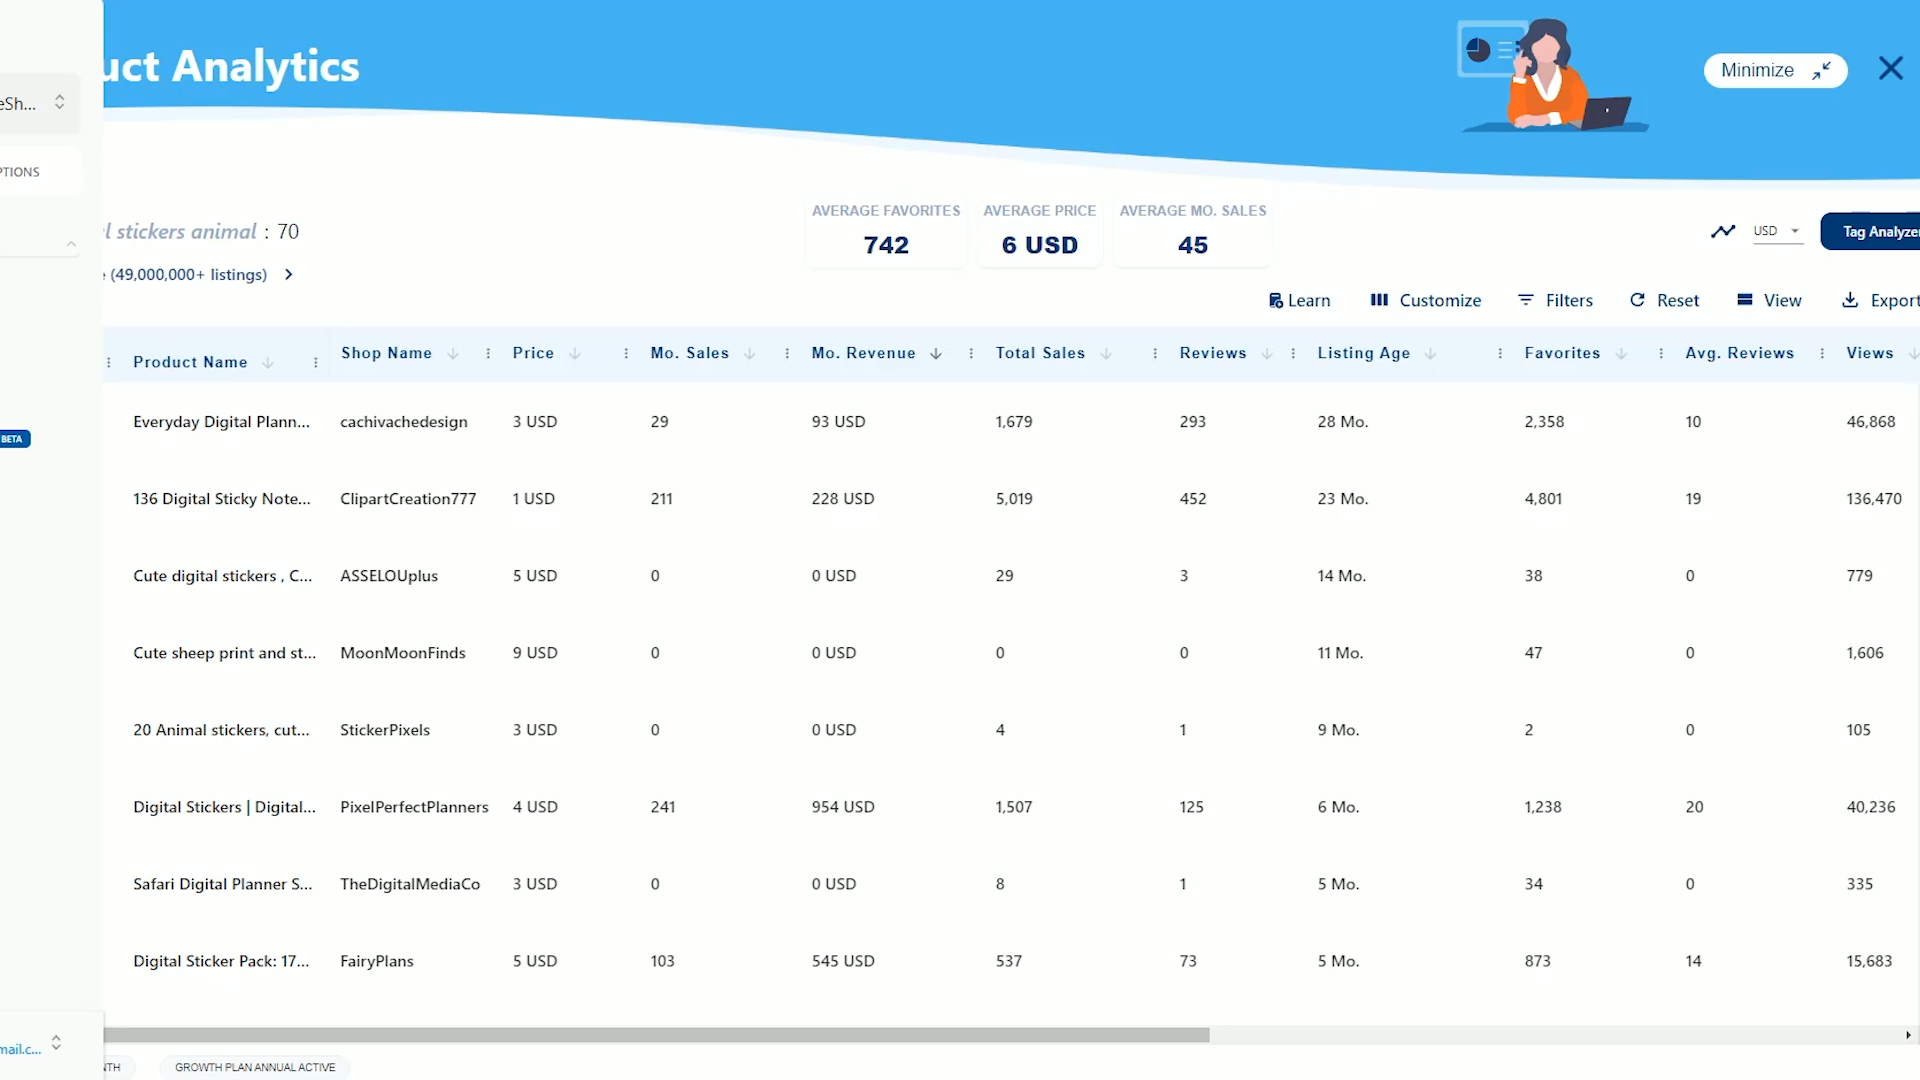 uct Analytics
Minimize
eSh...
PTIONS
l stickers animal : 70
e (49,000,000+ listings)
AVERAGE FAVORITES AVERAGE PRICE AVERAGE MO. SALES
742 6 USD 45
USD Tag Analyzer
Learn Customize Filters Reset View Export
Product Name Shop Name Price Mo. Sales Mo. Revenue Total Sales Reviews Listing Age Favorites Avg. Reviews Views
Everyday Digital Plann... cachivachedesign 3 USD 29 93 USD 1,679 293 28 Mo. 2,358 10 46,868
BETA
136 Digital Sticky Note... ClipartCreation777 1 USD 211 228 USD 5,019 452 23 Mo. 4,801 19 136,470
Cute digital stickers , C... ASSELOUplus 5 USD 0 0 USD 29 3 14 Mo. 38 0 779
Cute sheep print and st... MoonMoonFinds 9 USD 0 0 USD 0 0 11 Mo. 47 0 1,606
20 Animal stickers, cut... StickerPixels 3 USD 0 0 USD 4 1 9 Mo. 2 0 105
Digital Stickers | Digital... PixelPerfectPlanners 4 USD 241 954 USD 1,507 125 6 Mo. 1,238 20 40,236
Safari Digital Planner S... TheDigitalMediaCo 3 USD 0 0 USD 8 1 5 Mo. 34 0 335
Digital Sticker Pack: 17... FairyPlans 5 USD 103 545 USD 537 73 5 Mo. 873 14 15,683
mail.c...
NTH GROWTH PLAN ANNUAL ACTIVE